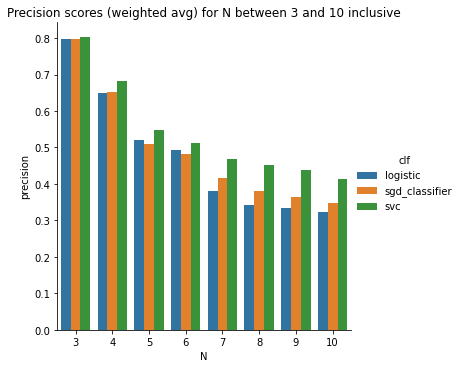 Precision scores (weighted avg) for N between 3 and 10 inclusive
0.8
0.7
0.6
0.5
0.4
0.3
0.2
0.1
0.0
precision
3 4 5 6 7 8 9 10
N
clf
logistic
sgd_classifier
svc